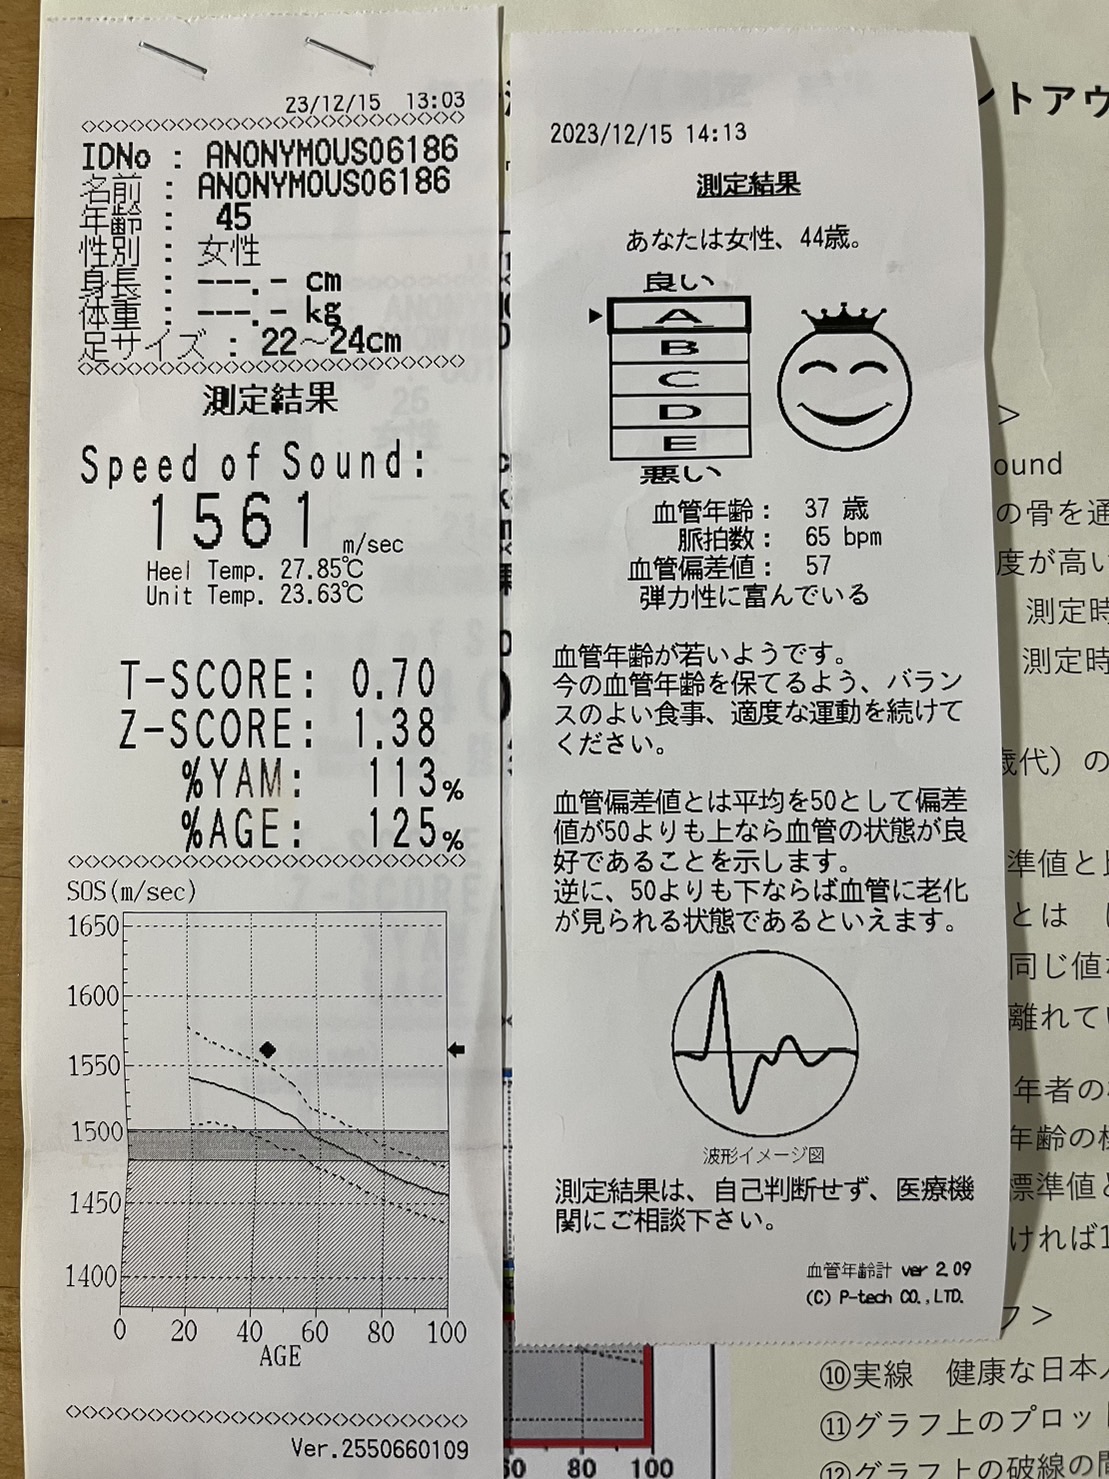 23/12/15 13:03
IDNo : ANONYMOUS06186
名前 : ANONYMOUS06186
年齢 : 45
性別 : 女性
身長 : ---.- cm
体重 : ---.- kg
足サイズ : 22~24cm
測定結果
Speed of Sound:
1561 m/sec
Heel Temp. 27.85℃
Unit Temp. 23.63℃
T-SCORE: 0.70
Z-SCORE: 1.38
%YAM: 113%
%AGE: 125%
SOS(m/sec)
1650
1600
1550
1500
1450
1400
0 20 40 60 80 100
AGE
Ver.2550660109
2023/12/15 14:13
測定結果
あなたは女性、44歳。
良い
A
B
C
D
E
悪い
血管年齢: 37 歳
脈拍数: 65 bpm
血管偏差値: 57
弾力性に富んでいる
血管年齢が若いようです。
今の血管年齢を保てるよう、バラン
スのよい食事、適度な運動を続けて
ください。
血管偏差値とは平均を50として偏差
値が50よりも上なら血管の状態が良
好であることを示します。
逆に、50よりも下ならば血管に老化
が見られる状態であるといえます。
波形イメージ図
測定結果は、自己判断せず、医療機
関にご相談下さい。
血管年齢計 ver 2.09
(C) P-tech CO.,LTD.
ントアウ
>
ound
の骨を通
度が高い
測定時
測定時
歳代）の
準値と比
とは
同じ値
離れてい
年者の
年齢の標
標準値と
ければ1
フ>
⑩実線 健康な日本人
⑪グラフ上のプロット
⑫グラフ上の破線の間
80 100